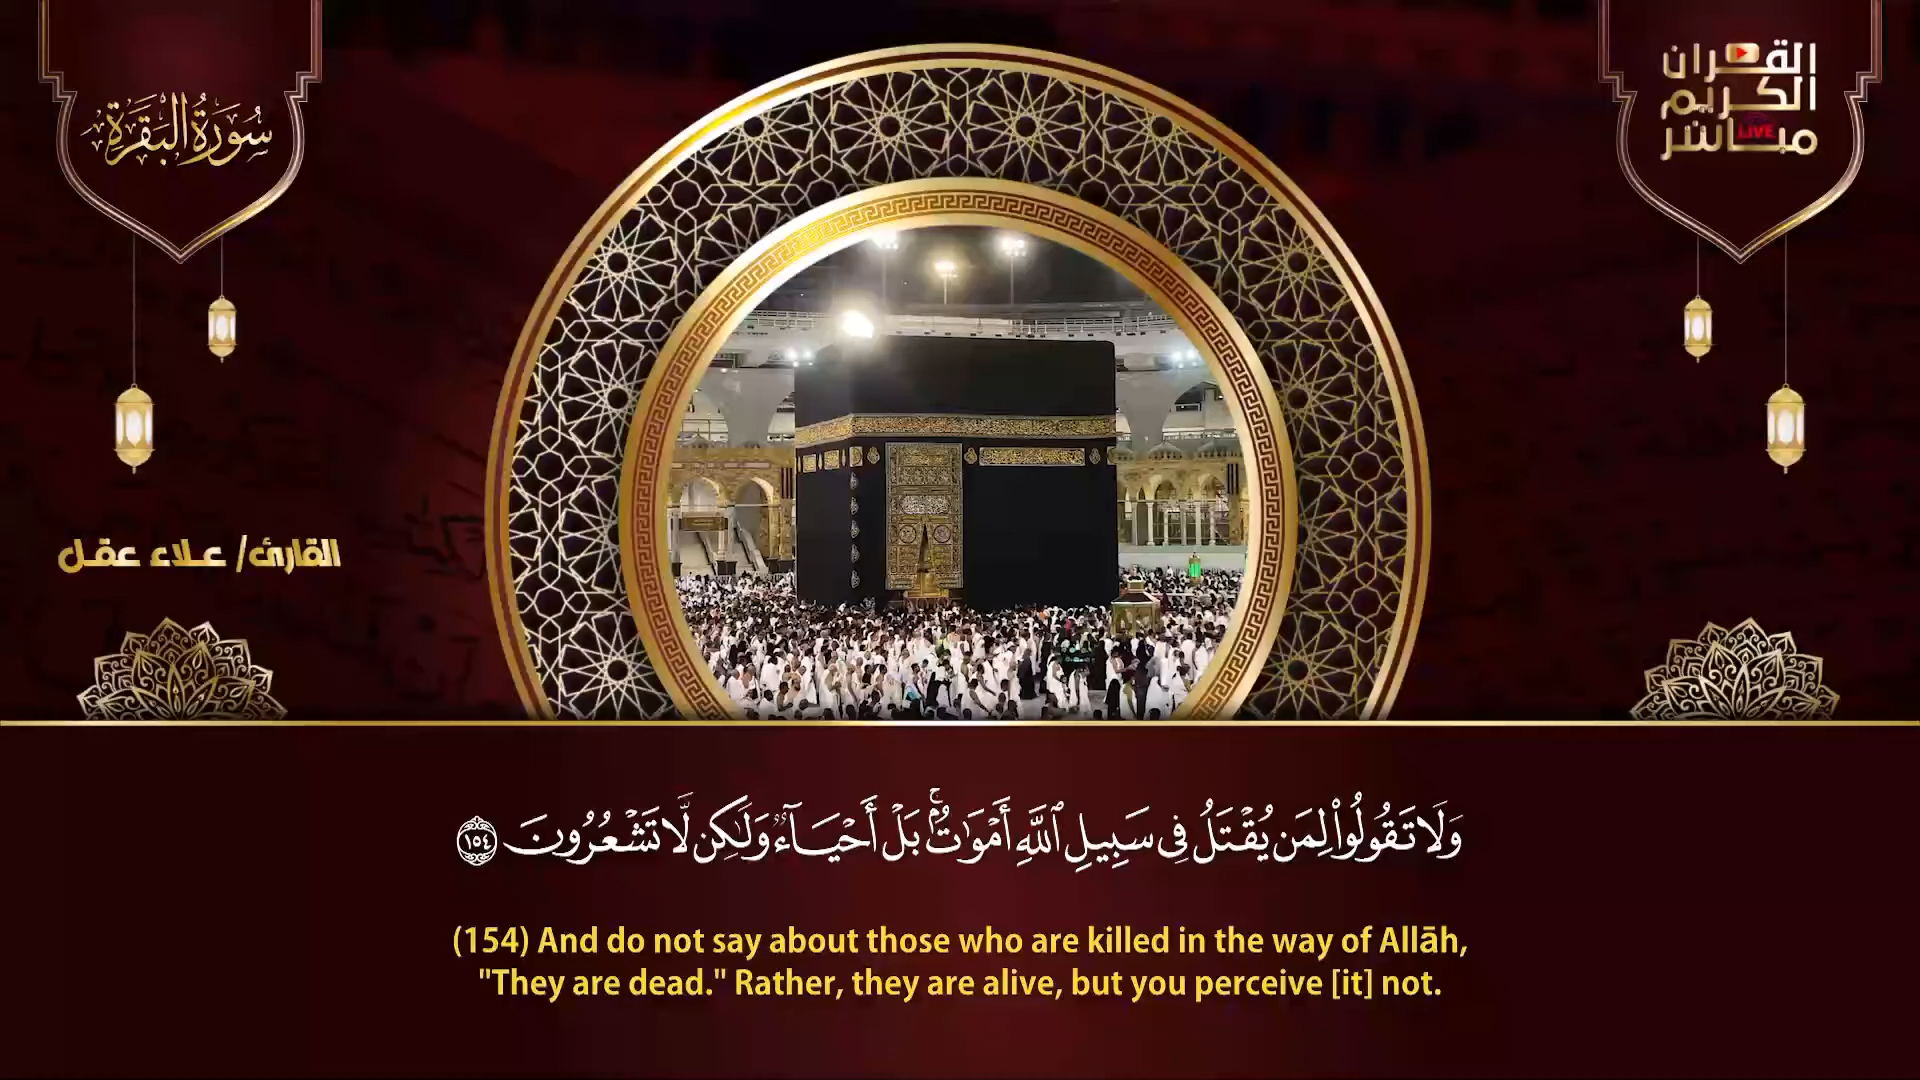 سُورَةُ الْبَقَرَةِ
القرآن
الكريم
مباشر
LIVE
القارئ/ علاء عقل
وَلَا تَقُولُوا۟ لِمَن يُقْتَلُ فِى سَبِيلِ ٱللَّهِ أَمْوَٰتٌۢ ۚ بَلْ أَحْيَآءٌ وَلَٰكِن لَّا تَشْعُرُونَ ١٥٤
(154) And do not say about those who are killed in the way of Allāh,
"They are dead." Rather, they are alive, but you perceive [it] not.